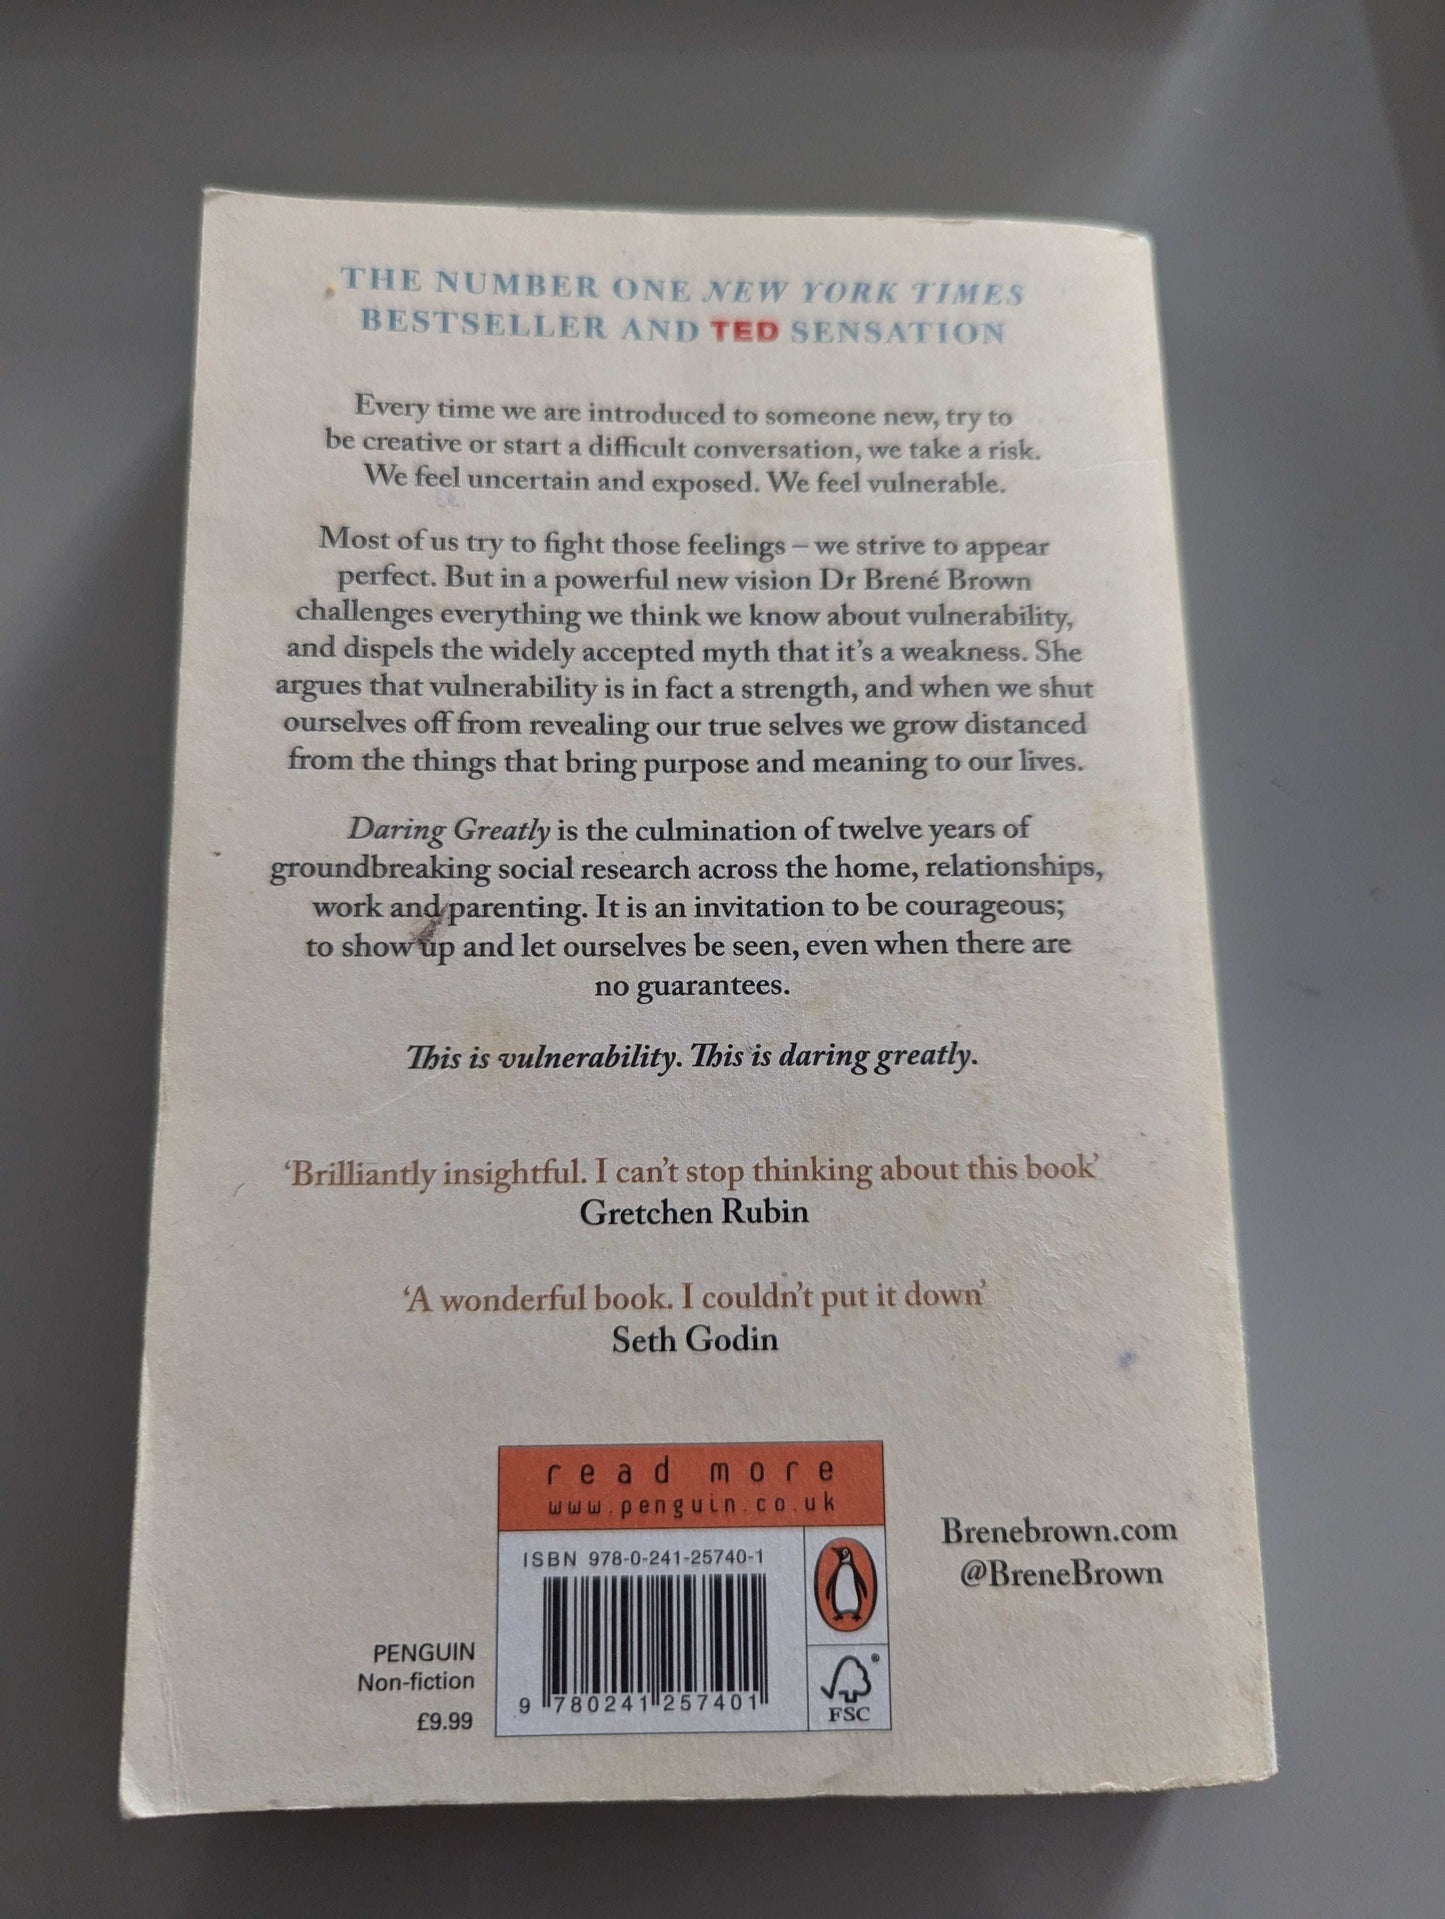 THE NUMBER ONE NEW YORK TIMES
BESTSELLER AND TED SENSATION
Every time we are introduced to someone new, try to
be creative or start a difficult conversation, we take a risk.
We feel uncertain and exposed. We feel vulnerable.
Most of us try to fight those feelings – we strive to appear
perfect. But in a powerful new vision Dr Brené Brown
challenges everything we think we know about vulnerability,
and dispels the widely accepted myth that it's a weakness. She
argues that vulnerability is in fact a strength, and when we shut
ourselves off from revealing our true selves we grow distanced
from the things that bring purpose and meaning to our lives.
Daring Greatly is the culmination of twelve years of
groundbreaking social research across the home, relationships,
work and parenting. It is an invitation to be courageous;
to show up and let ourselves be seen, even when there are
no guarantees.
This is vulnerability. This is daring greatly.
‘Brilliantly insightful. I can’t stop thinking about this book’
Gretchen Rubin
‘A wonderful book. I couldn’t put it down’
Seth Godin
read more
www.penguin.co.uk
ISBN 978-0-241-25740-1
9 780241 257401
FSC
®
PENGUIN
Non-fiction
£9.99
Brenebrown.com
@BreneBrown